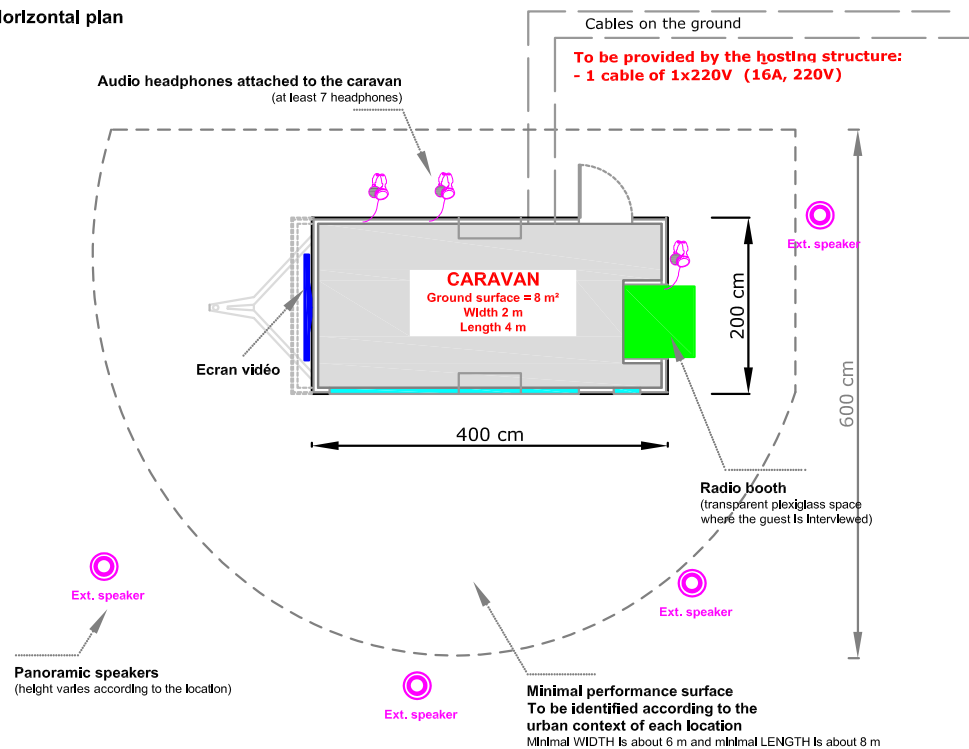 Horizontal plan
Cables on the ground
To be provided by the hosting structure:
- 1 cable of 1x220V (16A, 220V)
Audio headphones attached to the caravan
(at least 7 headphones)
Ext. speaker
CARAVAN
Ground surface = 8 m²
Width 2 m
Length 4 m
200 cm
Ecran vidéo
600 cm
400 cm
Radio booth
(transparent plexiglass space
where the guest is interviewed)
Ext. speaker
Ext. speaker
Panoramic speakers
(height varies according to the location)
Ext. speaker
Minimal performance surface
To be identified according to the
urban context of each location
Minimal WIDTH is about 6 m and minimal LENGTH is about 8 m